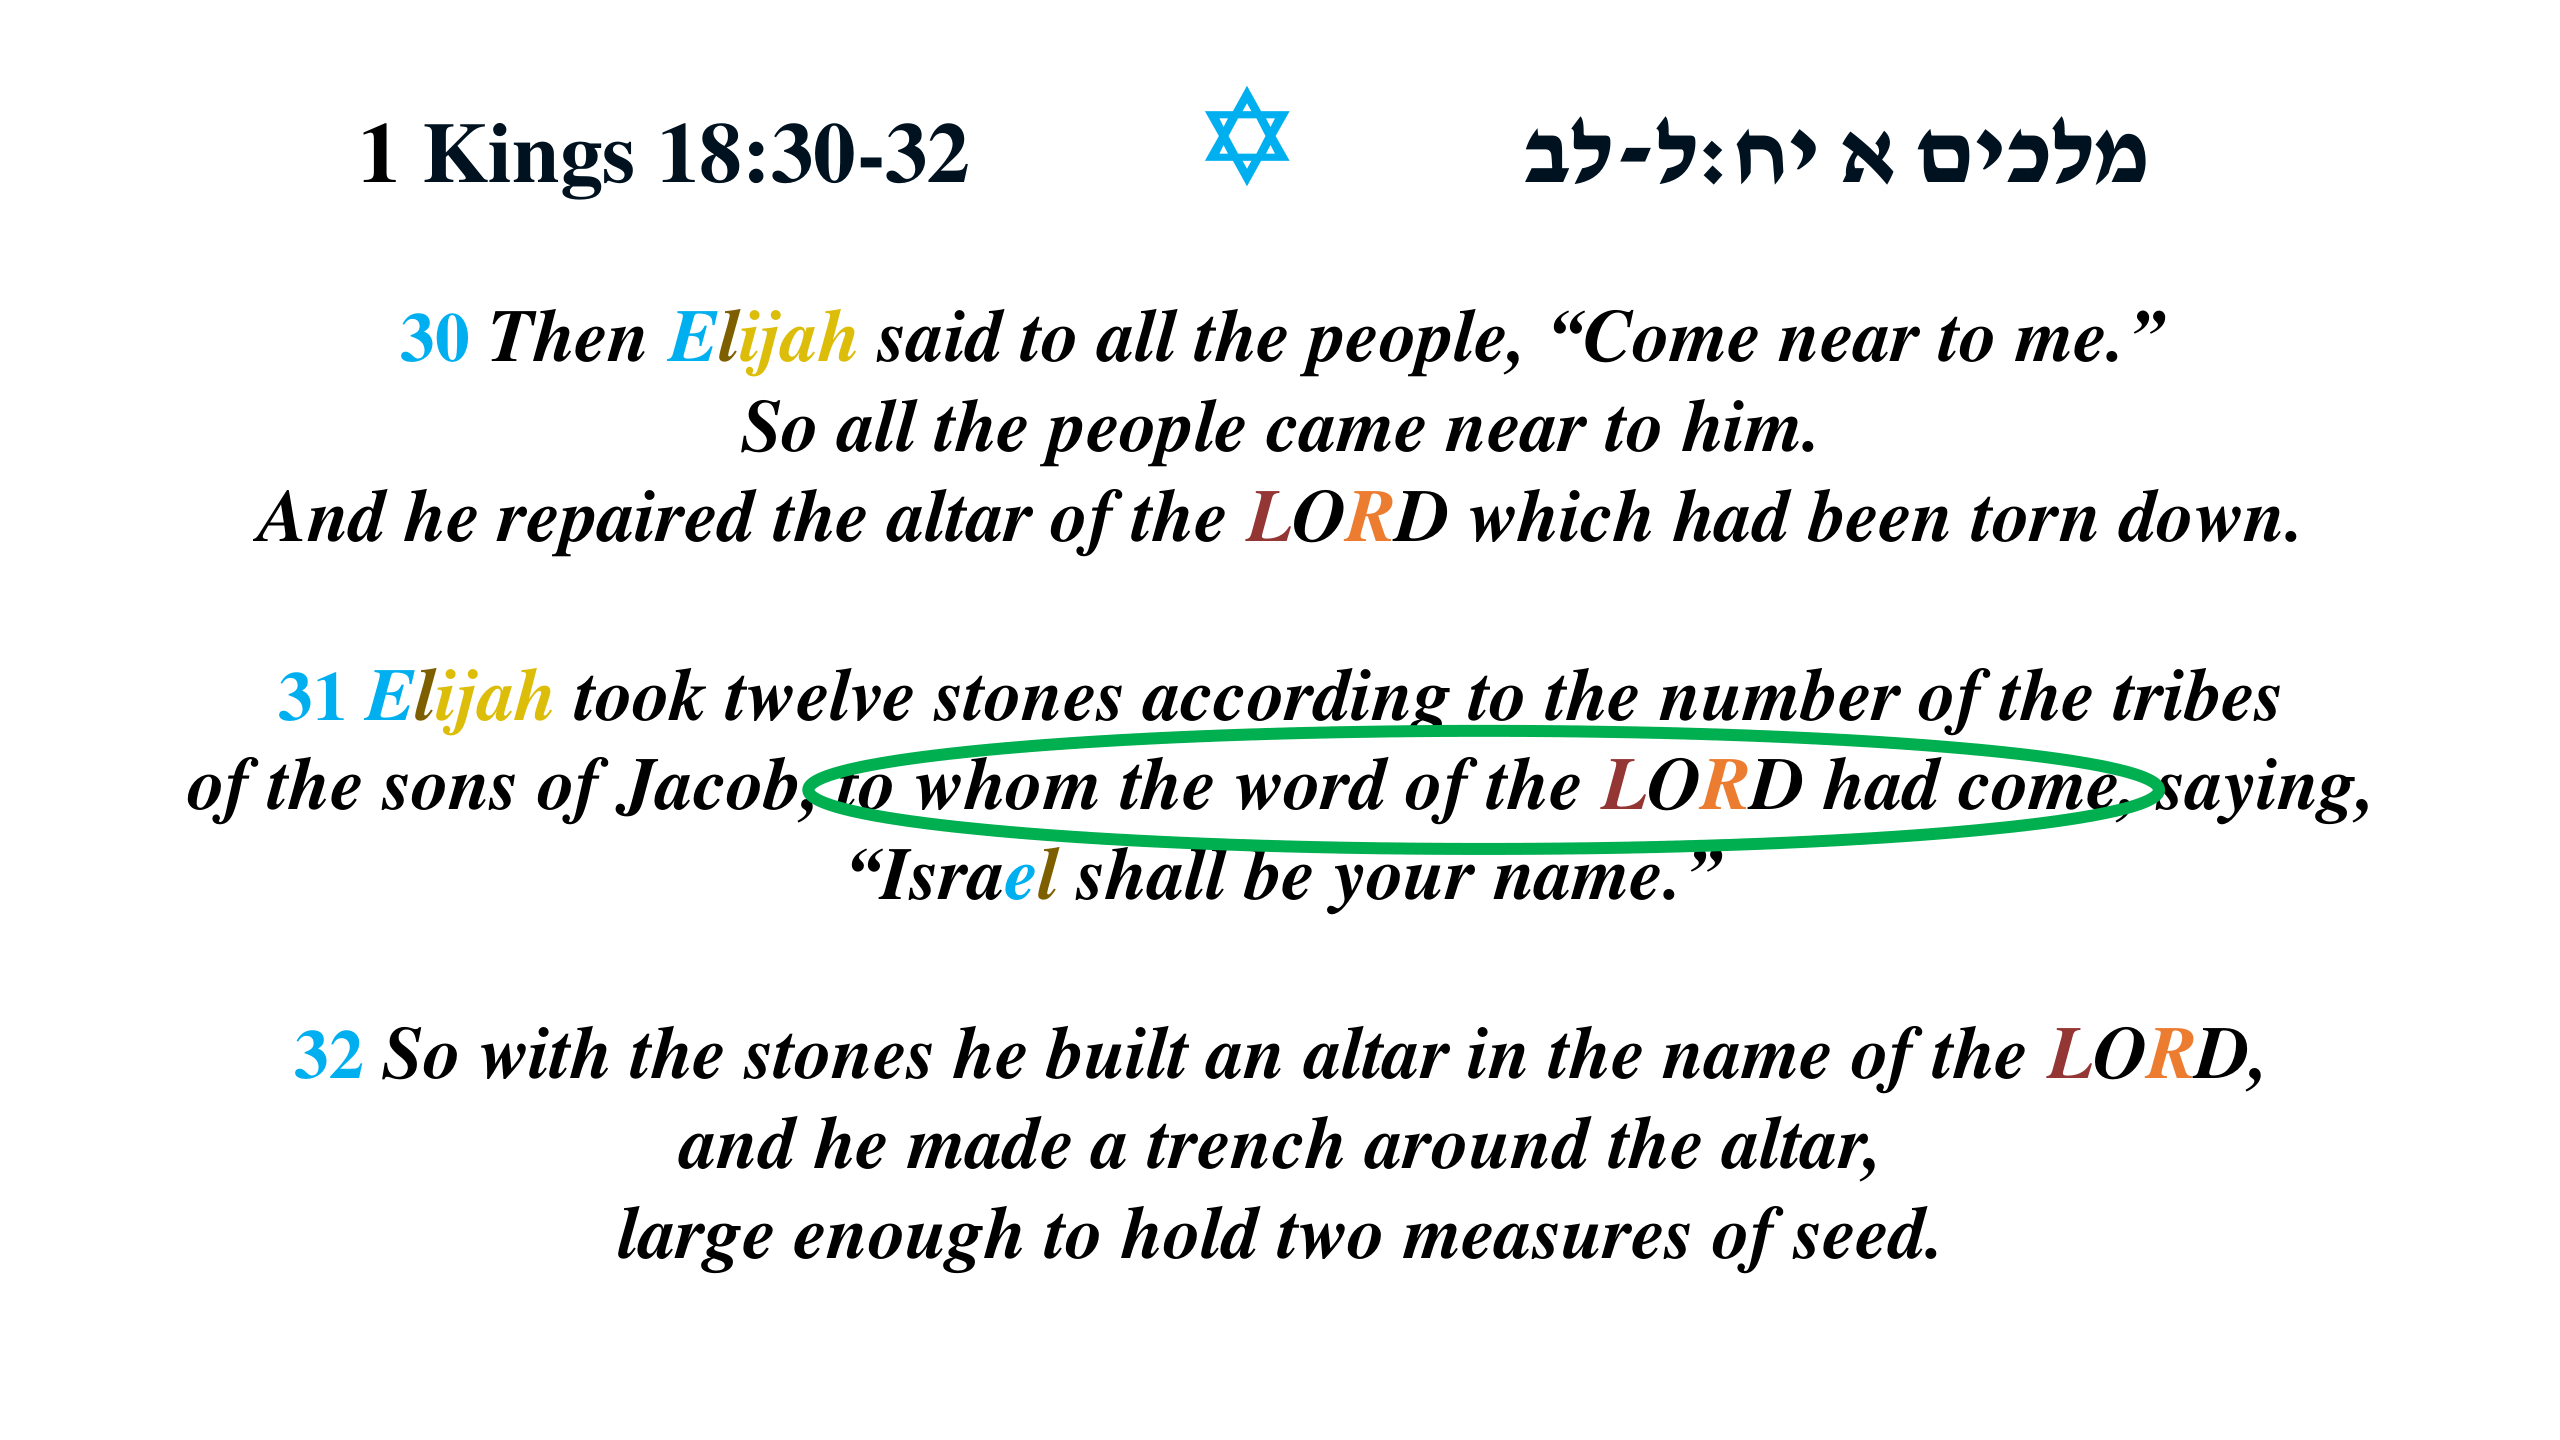 1 Kings 18:30-32 מלכים א יח:ל-לב
30 Then Elijah said to all the people, “Come near to me.”
So all the people came near to him.
And he repaired the altar of the LORD which had been torn down.
31 Elijah took twelve stones according to the number of the tribes
of the sons of Jacob, to whom the word of the LORD had come, saying,
“Israel shall be your name.”
32 So with the stones he built an altar in the name of the LORD,
and he made a trench around the altar,
large enough to hold two measures of seed.